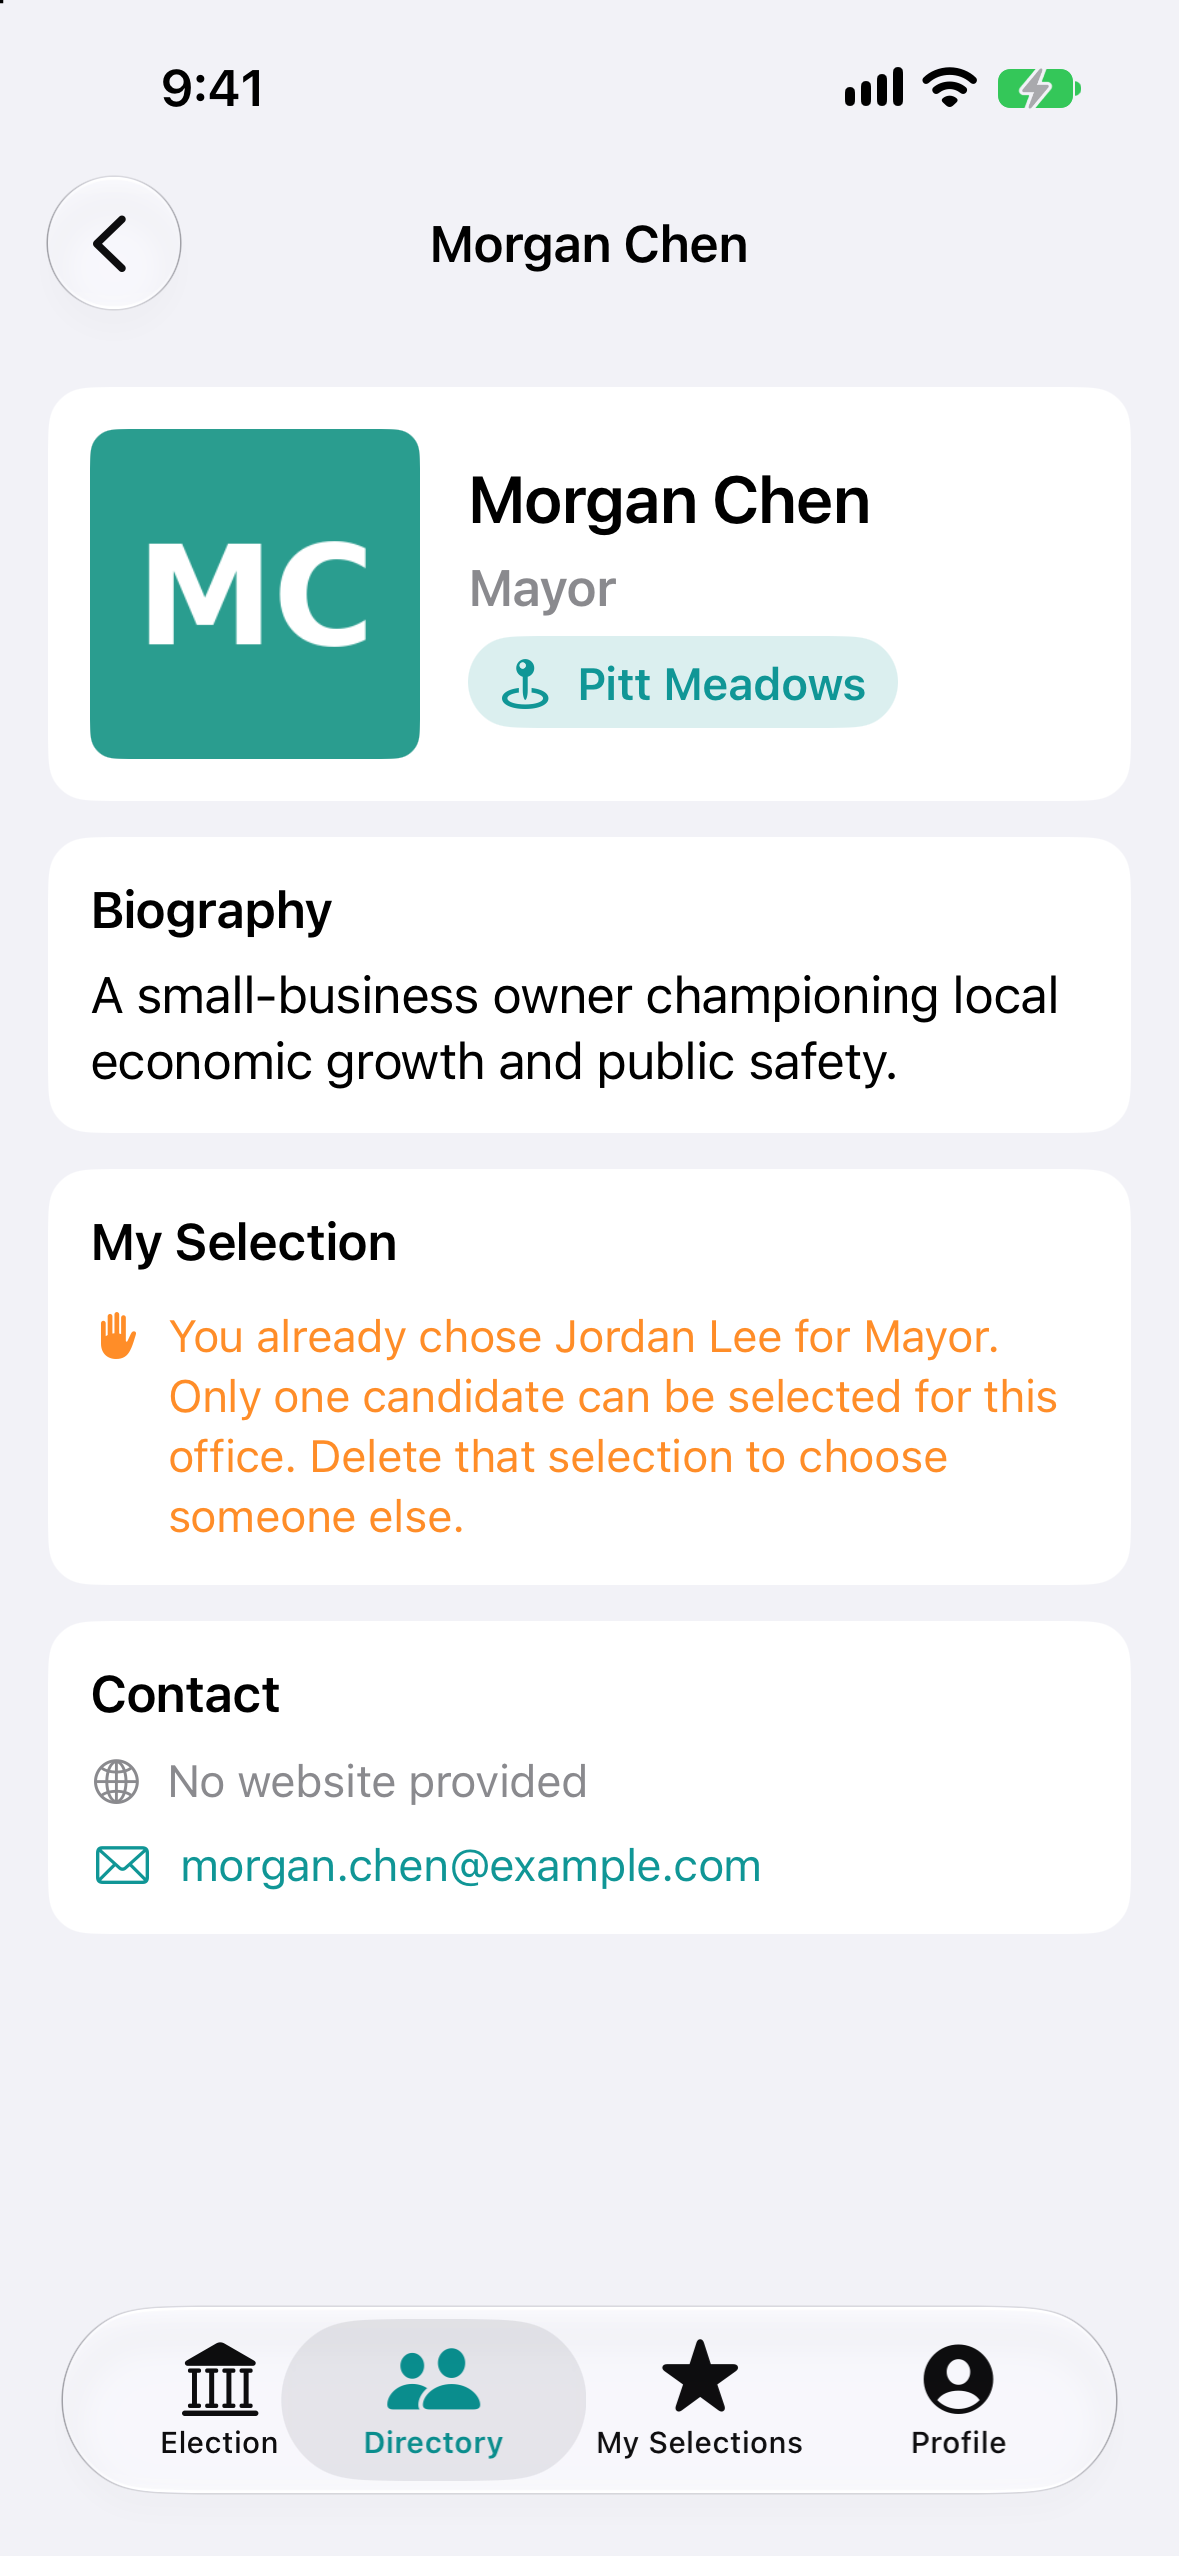 9:41
Morgan Chen
MC
Morgan Chen
Mayor
Pitt Meadows
Biography
A small-business owner championing local
economic growth and public safety.
My Selection
You already chose Jordan Lee for Mayor.
Only one candidate can be selected for this
office. Delete that selection to choose
someone else.
Contact
No website provided
morgan.chen@example.com
Election
Directory
My Selections
Profile